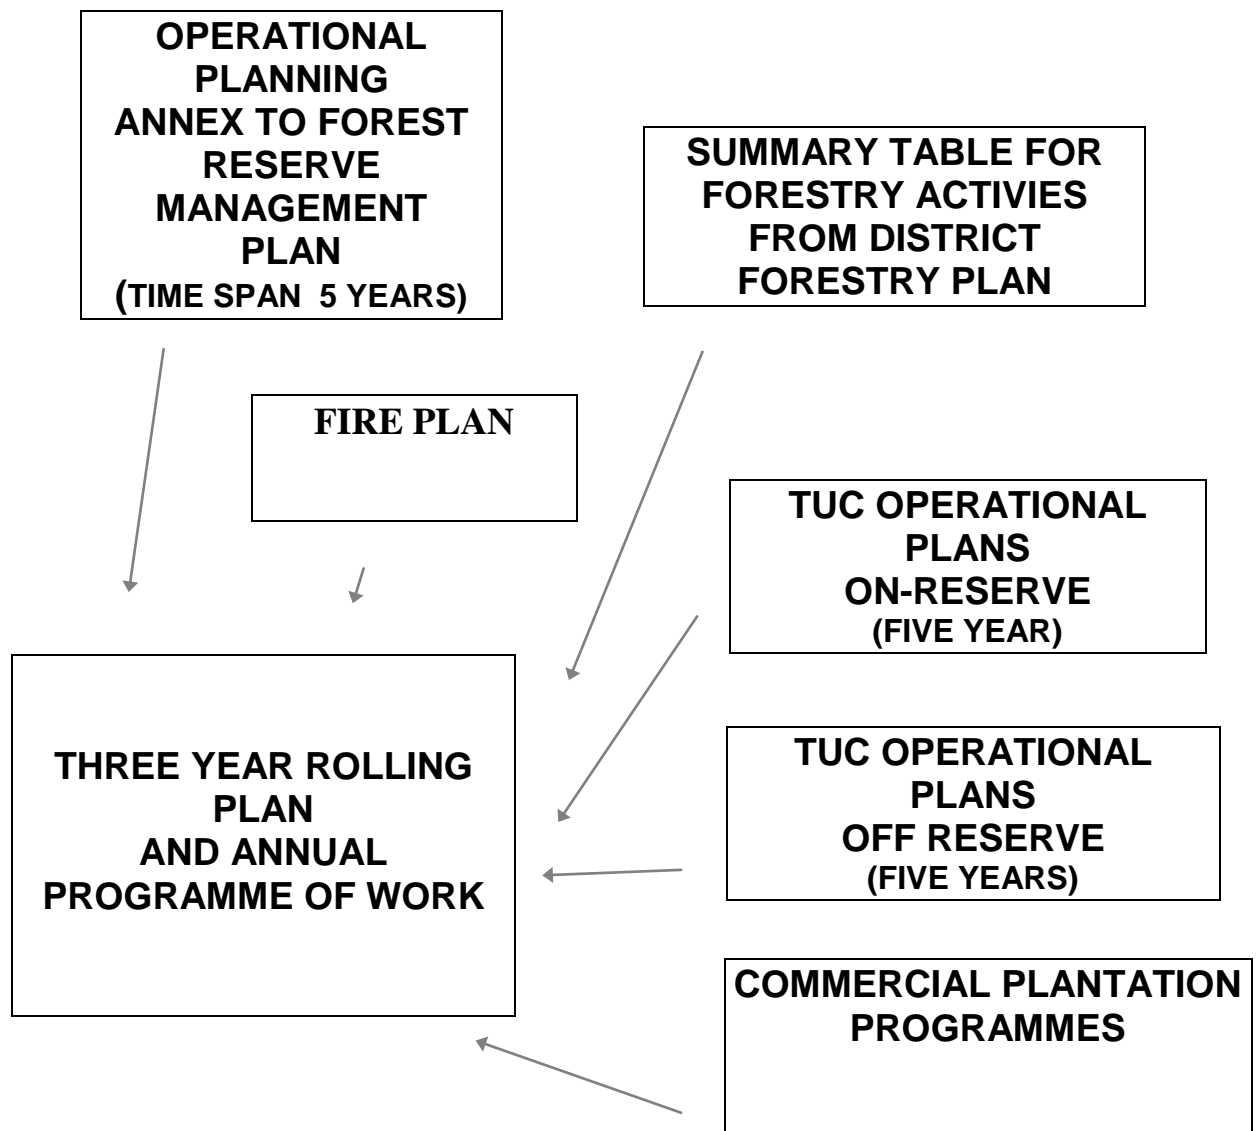 OPERATIONAL
PLANNING
ANNEX TO FOREST
RESERVE
MANAGEMENT
PLAN
(TIME SPAN 5 YEARS)
SUMMARY TABLE FOR
FORESTRY ACTIVIES
FROM DISTRICT
FORESTRY PLAN
FIRE PLAN
TUC OPERATIONAL
PLANS
ON-RESERVE
(FIVE YEAR)
THREE YEAR ROLLING
PLAN
AND ANNUAL
PROGRAMME OF WORK
TUC OPERATIONAL
PLANS
OFF RESERVE
(FIVE YEARS)
COMMERCIAL PLANTATION
PROGRAMMES